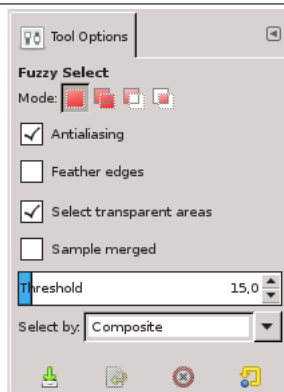 Tool Options
Fuzzy Select
Mode:
Antialiasing
Feather edges
Select transparent areas
Sample merged
Threshold 15,0
Select by: Composite